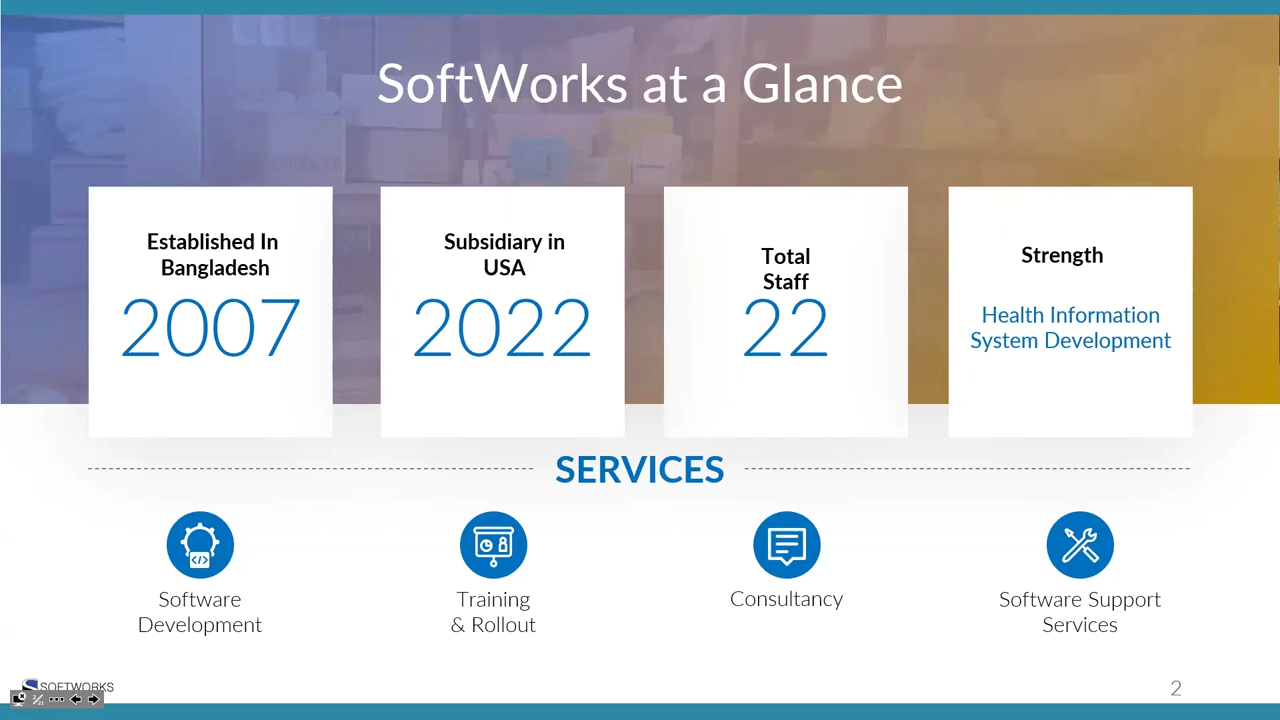 SoftWorks at a Glance
Established In
Bangladesh
2007
Subsidiary in
USA
2022
Total
Staff
22
Strength
Health Information
System Development
SERVICES
Software
Development
Training
& Rollout
Consultancy
Software Support
Services
SOFTWORKS
2